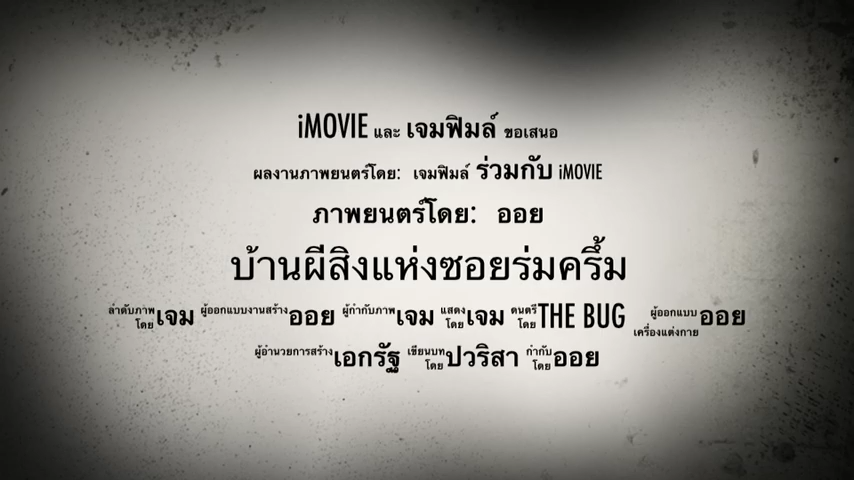 iMOVIE และ เจมฟิมล์ ขอเสนอ
ผลงานภาพยนตร์โดย: เจมฟิมล์ ร่วมกับ iMOVIE
ภาพยนตร์โดย: ออย
บ้านผีสิงแห่งซอยร่มครึ้ม
ลำดับภาพโดย เจม ผู้ออกแบบงานสร้าง ออย ผู้กำกับภาพ เจม แสดงโดย เจม ดนตรีโดย THE BUG ผู้ออกแบบเครื่องแต่งกาย ออย
ผู้อำนวยการสร้าง เอกรัฐ เขียนบทโดย ปวริสา กำกับโดย ออย